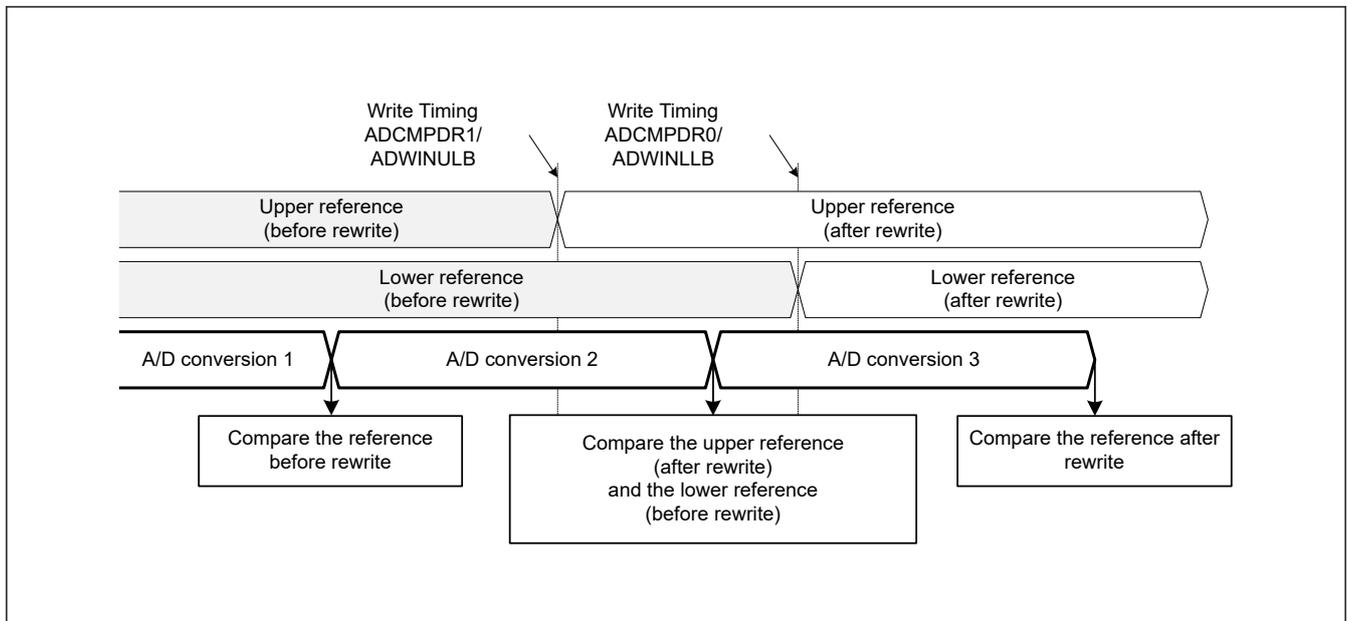 Write Timing
ADCMPDR1/
ADWINULB
Write Timing
ADCMPDR0/
ADWINLLB
Upper reference
(before rewrite)
Upper reference
(after rewrite)
Lower reference
(before rewrite)
Lower reference
(after rewrite)
A/D conversion 1
A/D conversion 2
A/D conversion 3
Compare the reference
before rewrite
Compare the upper reference
(after rewrite)
and the lower reference
(before rewrite)
Compare the reference after
rewrite